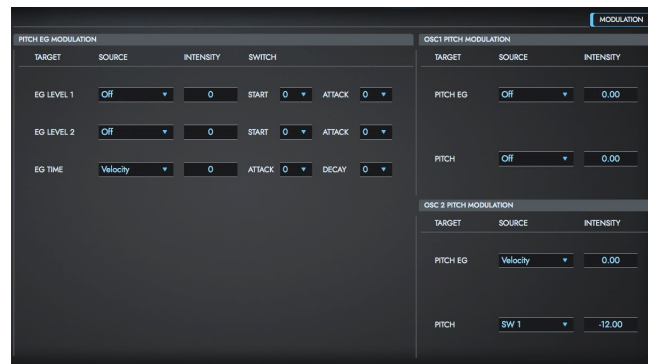 MODULATION
PITCH EG MODULATION
TARGET SOURCE INTENSITY SWITCH
EG LEVEL 1 Off 0 START 0 ATTACK 0
EG LEVEL 2 Off 0 START 0 ATTACK 0
EG TIME Velocity 0 ATTACK 0 DECAY 0
OSC1 PITCH MODULATION
TARGET SOURCE INTENSITY
PITCH EG Off 0.00
PITCH Off 0.00
OSC 2 PITCH MODULATION
TARGET SOURCE INTENSITY
PITCH EG Velocity 0.00
PITCH SW 1 -12.00